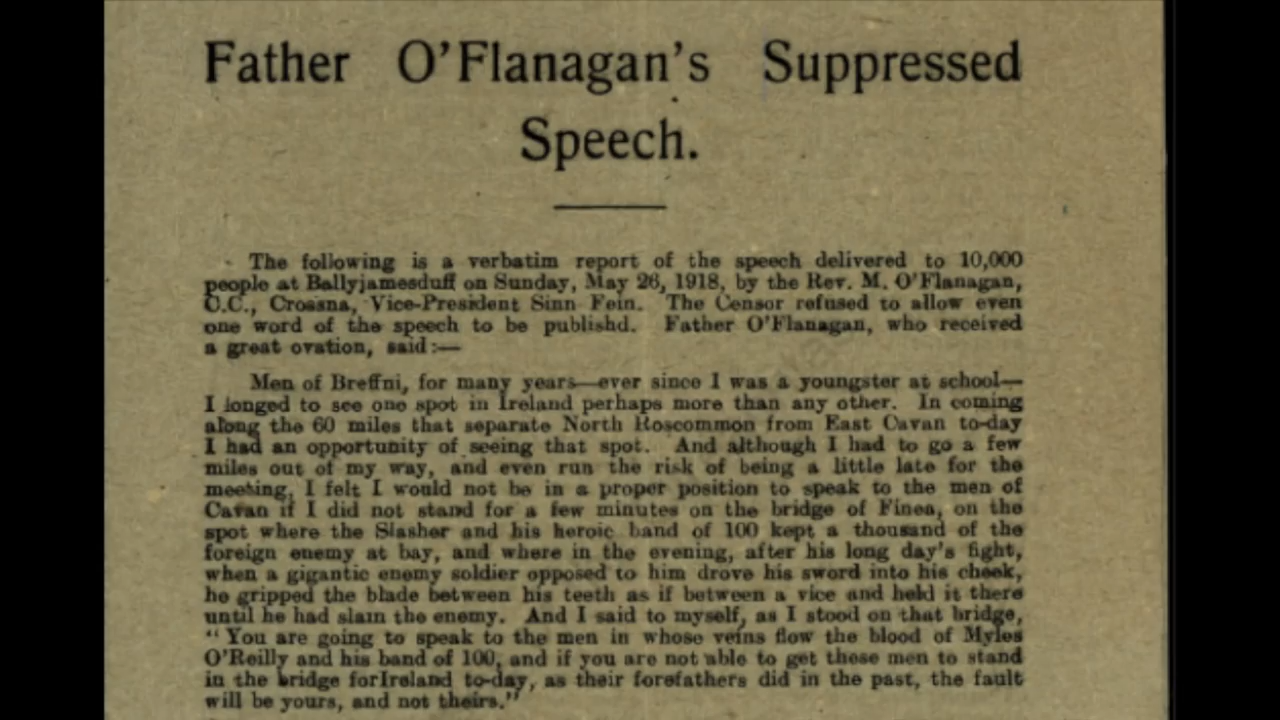 Father O'Flanagan's Suppressed
Speech.
The following is a verbatim report of the speech delivered to 10,000
people at Ballyjamesduff on Sunday, May 26, 1918, by the Rev. M. O'Flanagan,
C.C., Crossna, Vice-President Sinn Fein. The Censor refused to allow even
one word of the speech to be publishd. Father O'Flanagan, who received
a great ovation, said:—
Men of Breffni, for many years—ever since I was a youngster at school—
I longed to see one spot in Ireland perhaps more than any other. In coming
along the 60 miles that separate North Roscommon from East Cavan to-day
I had an opportunity of seeing that spot. And although I had to go a few
miles out of my way, and even run the risk of being a little late for the
meeting, I felt I would not be in a proper position to speak to the men of
Cavan if I did not stand for a few minutes on the bridge of Finea, on the
spot where the Slasher and his heroic band of 100 kept a thousand of the
foreign enemy at bay, and where in the evening, after his long day's fight,
when a gigantic enemy soldier opposed to him drove his sword into his cheek,
he gripped the blade between his teeth as if between a vice and held it there
until he had slain the enemy. And I said to myself, as I stood on that bridge,
"You are going to speak to the men in whose veins flow the blood of Myles
O'Reilly and his band of 100, and if you are not able to get these men to stand
in the bridge forIreland to-day, as their forefathers did in the past, the fault
will be yours, and not theirs."